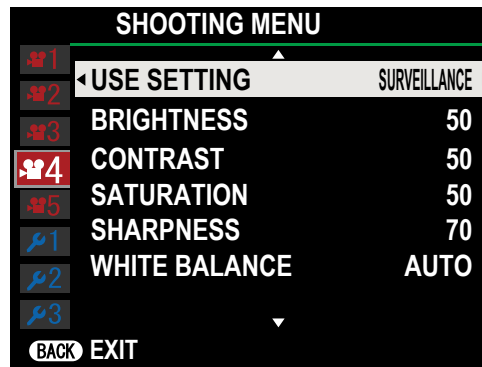 SHOOTING MENU
1
2
3
4
5
1
2
3
USE SETTING SURVEILLANCE
BRIGHTNESS 50
CONTRAST 50
SATURATION 50
SHARPNESS 70
WHITE BALANCE AUTO
BACK EXIT